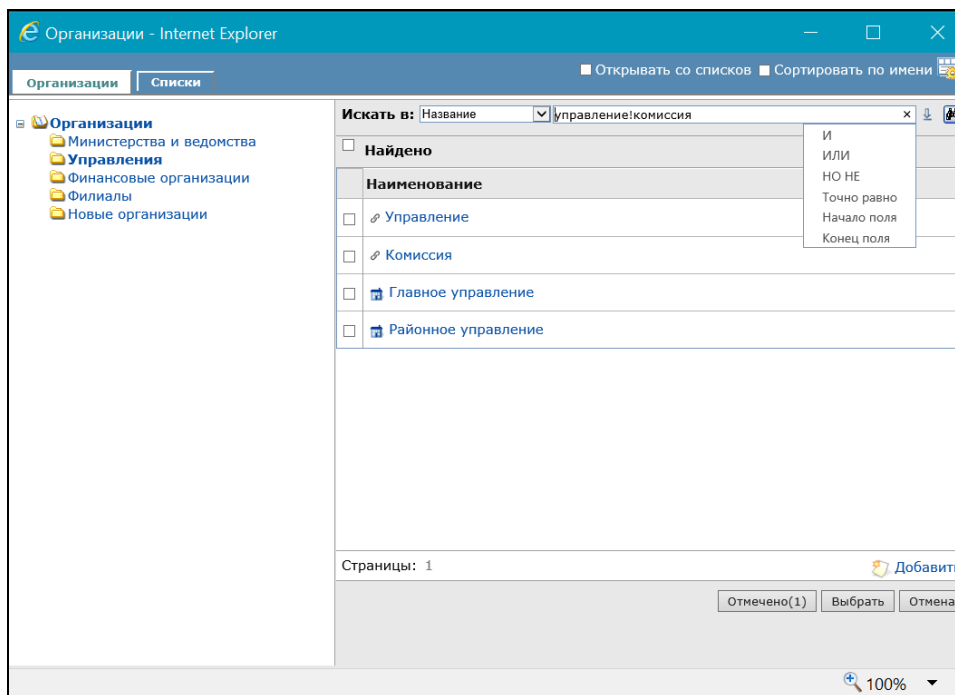 Организации - Internet Explorer
Организации
Списки
Открывать со списков
Сортировать по имени
Организации
Министерства и ведомства
Управления
Финансовые организации
Филиалы
Новые организации
Искать в: Название управление!комиссия
И
ИЛИ
НО НЕ
Точно равно
Начало поля
Конец поля
Найдено
Наименование
Управление
Комиссия
Главное управление
Районное управление
Страницы: 1
Добавит
Отмечено(1) Выбрать Отмена
100%